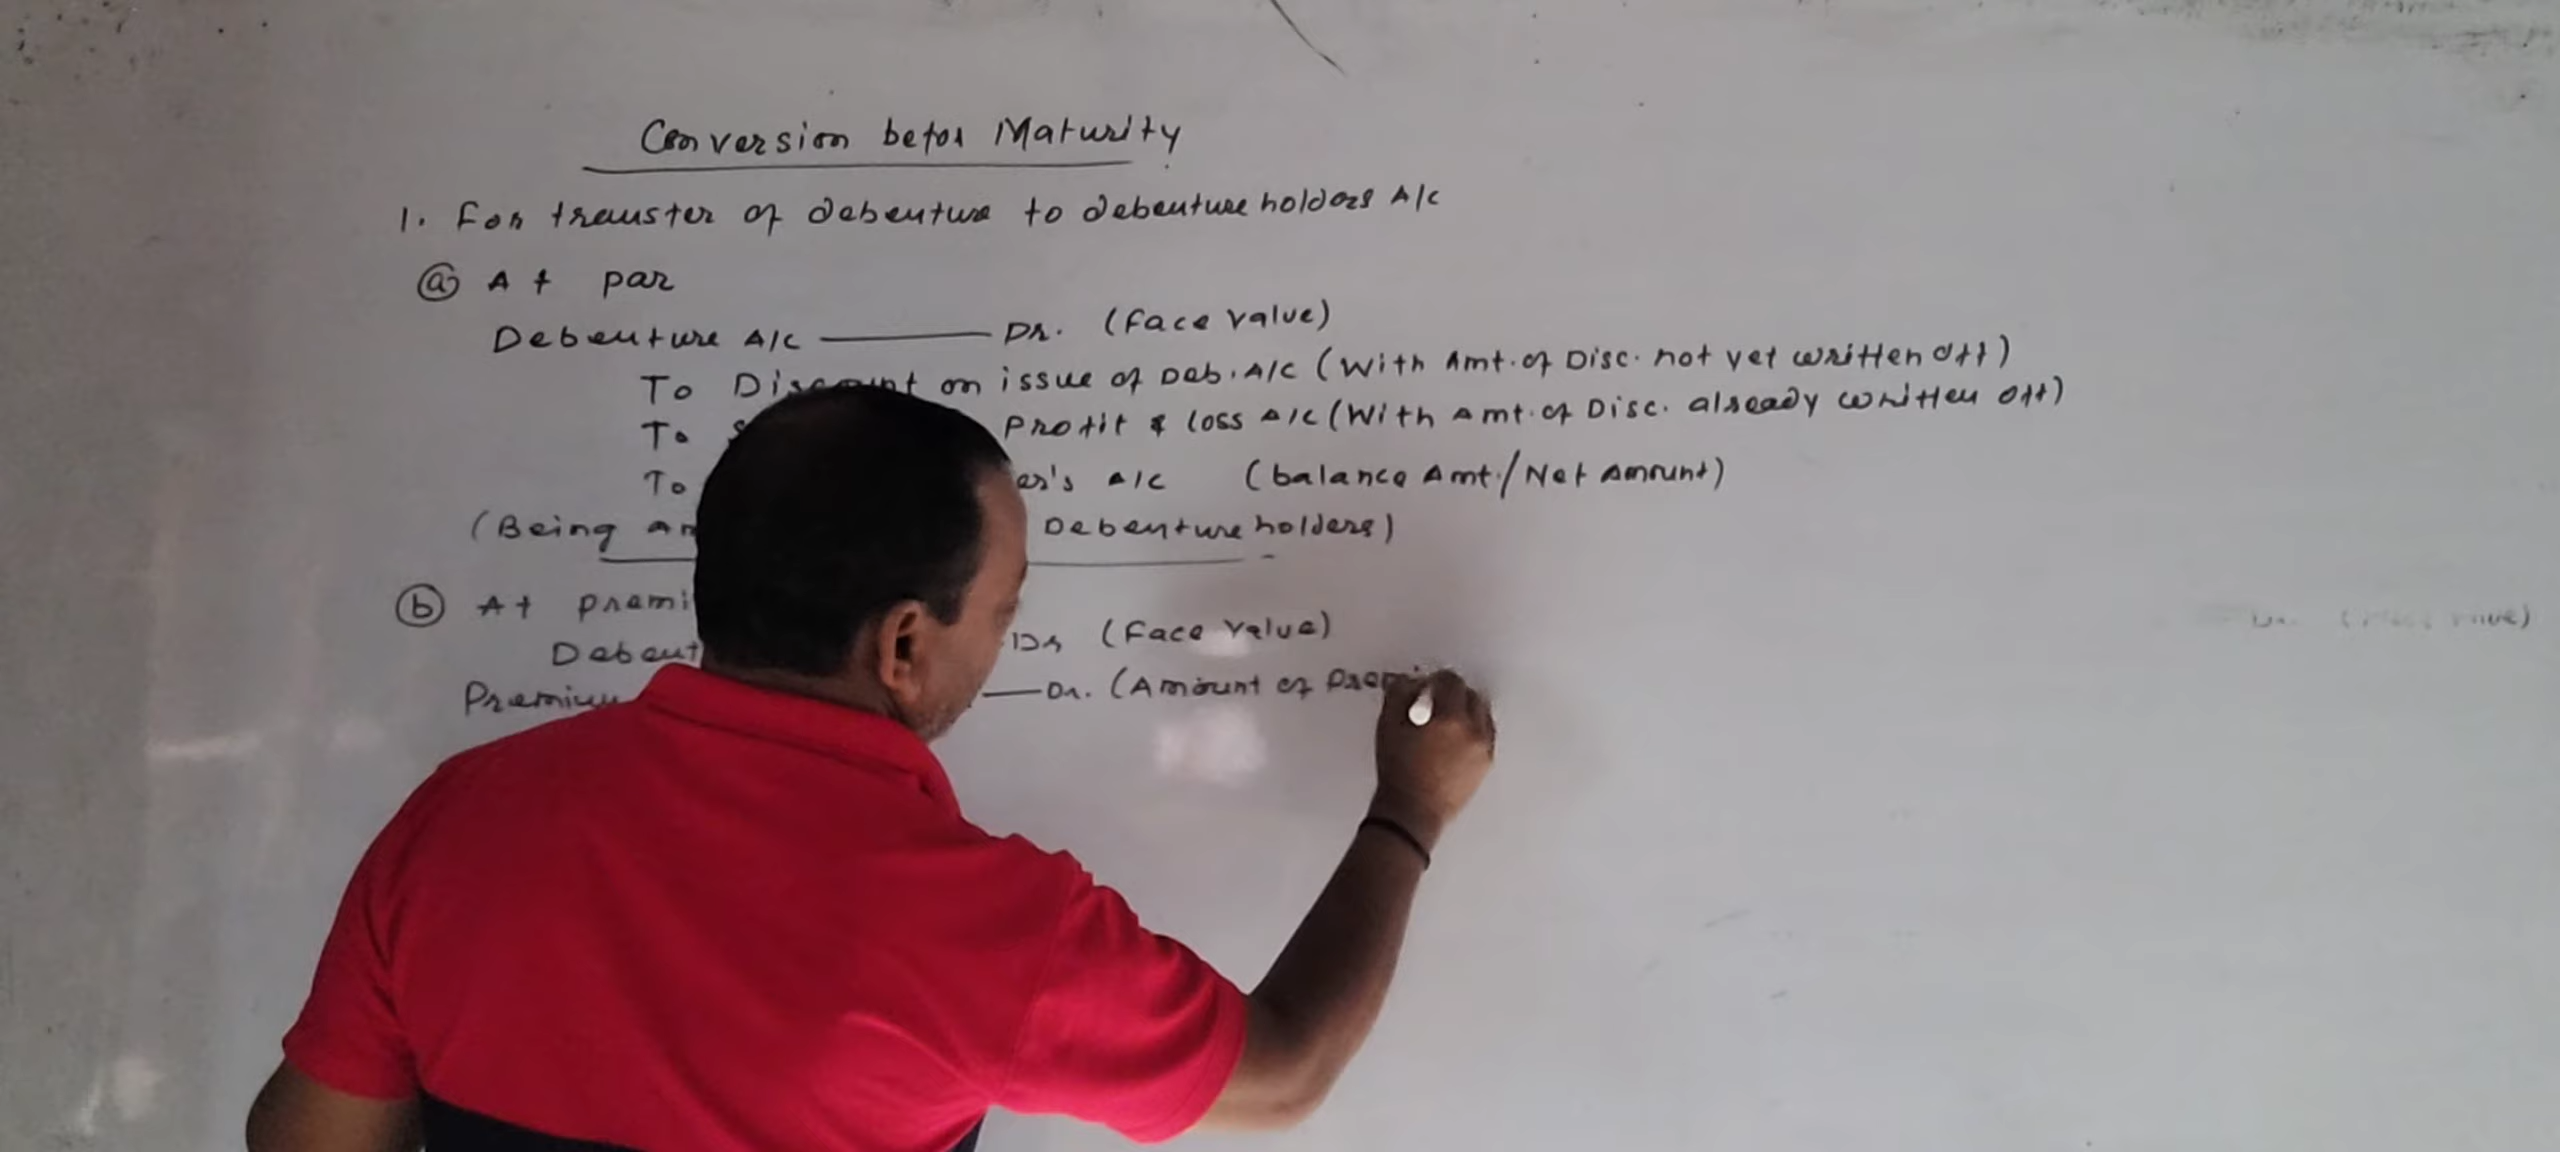 Conversion befor Maturity
1. For transfer of debenture to debenture holders A/c
(a) At par
Debenture A/c ——— Dr. (Face Value)
To Discount on issue of Deb. A/c (With Amt. of Disc. not yet written off)
To Profit & loss A/c (With Amt. of Disc. already written off)
To A/c (balance Amt./Net Amount)
(Being Debenture holders)
(b) At
Dr (Face Value)
— Dr. (Amount of